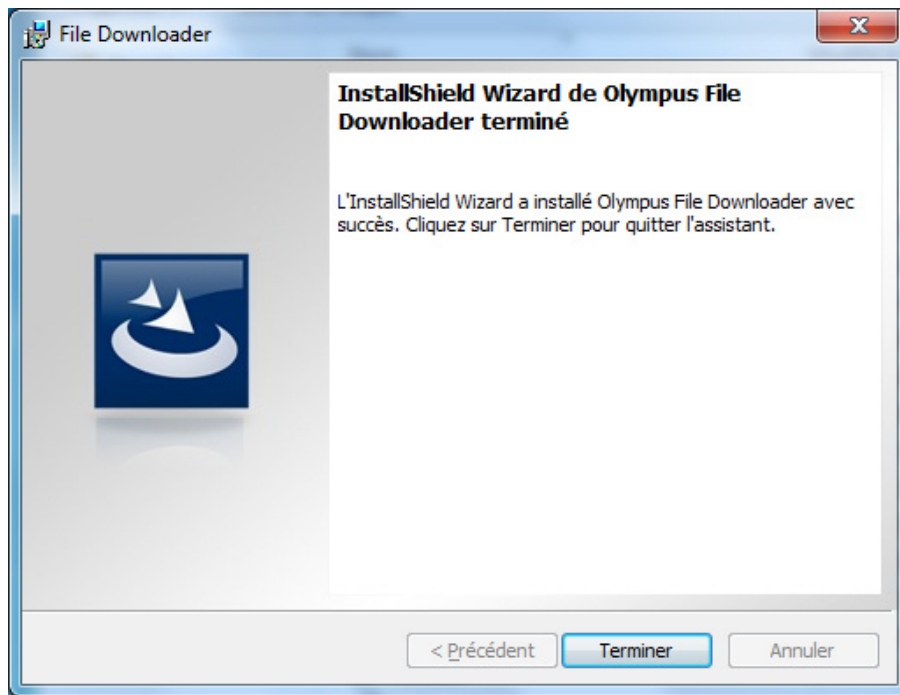 File Downloader
InstallShield Wizard de Olympus File
Downloader terminé
L'InstallShield Wizard a installé Olympus File Downloader avec
succès. Cliquez sur Terminer pour quitter l'assistant.
< Précédent
Terminer
Annuler